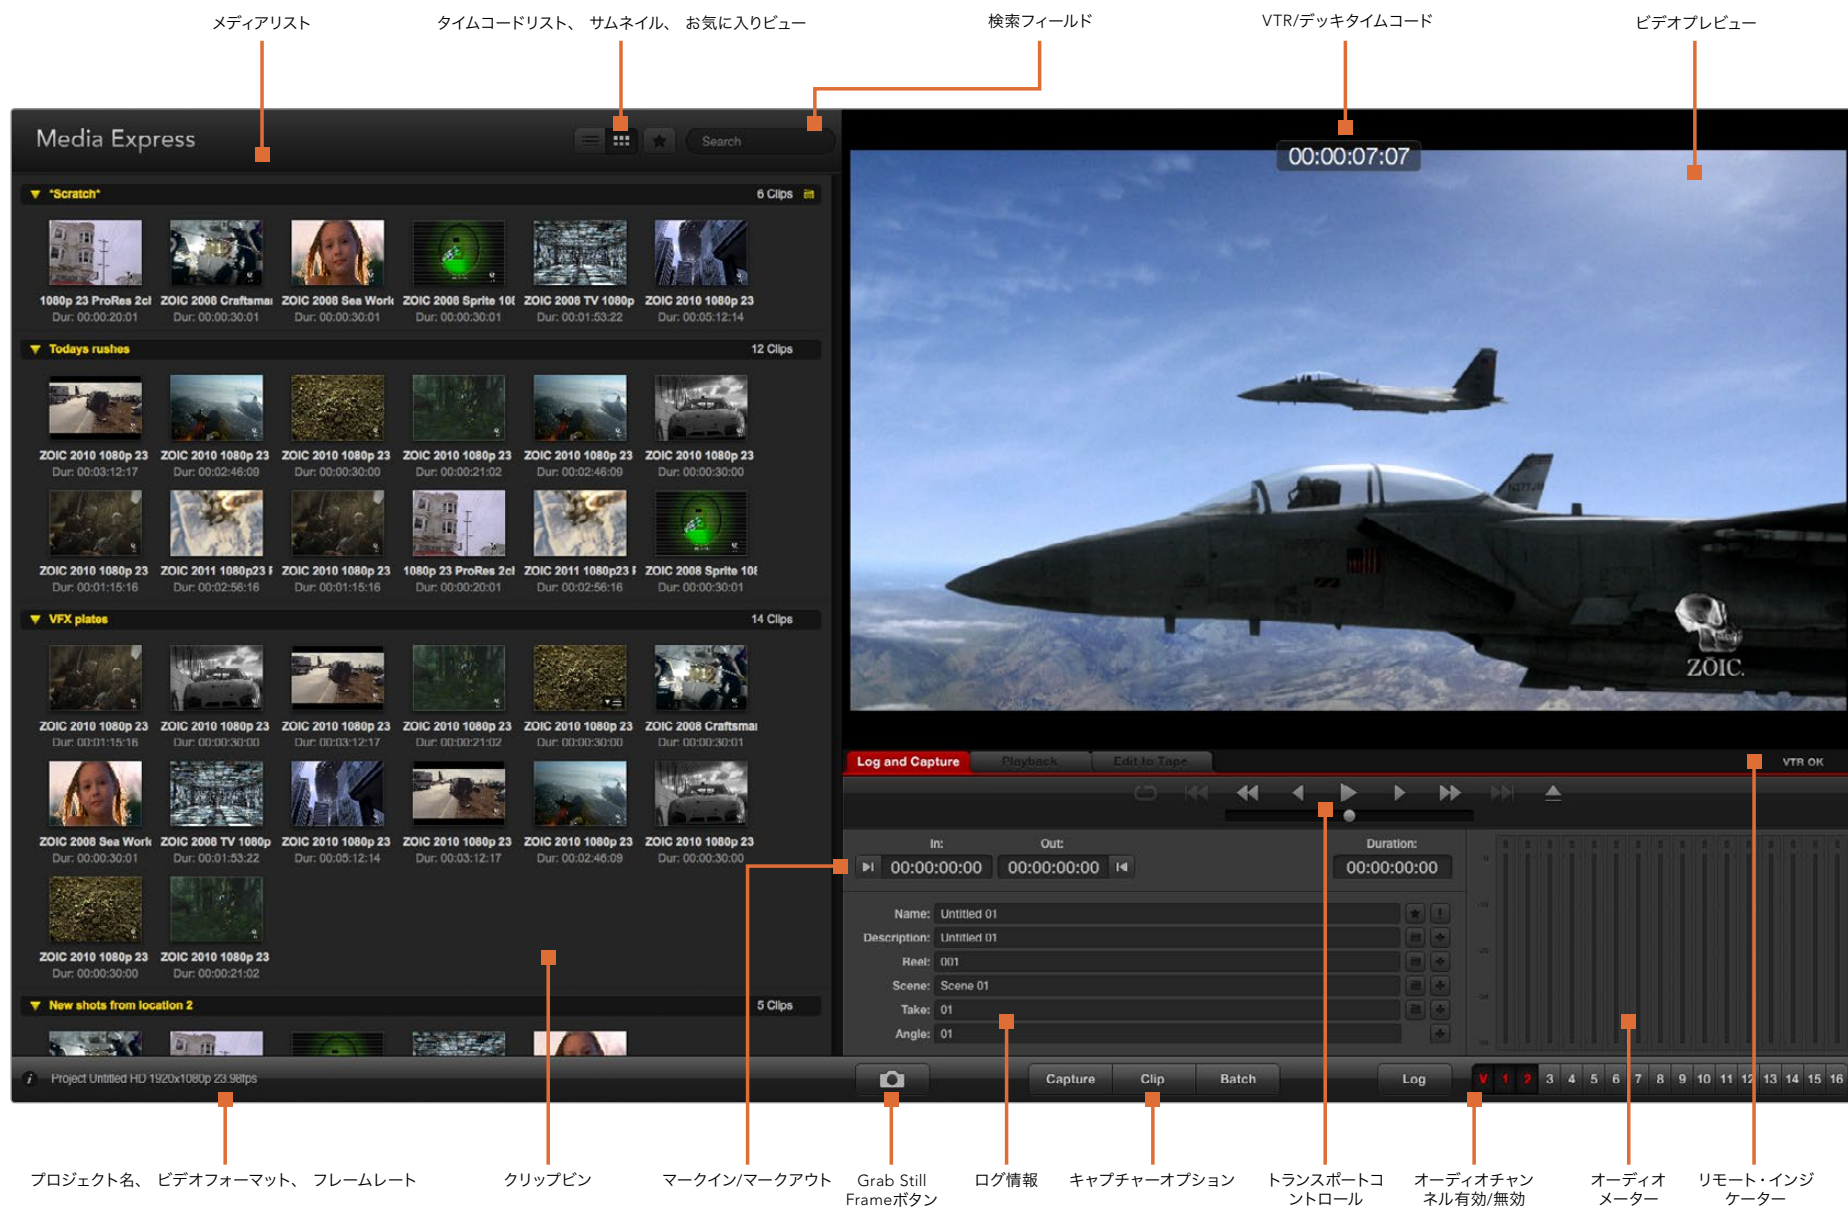 メディアリスト
タイムコードリスト、 サムネイル、 お気に入りビュー
検索フィールド
VTR/デッキタイムコード
ビデオプレビュー
Media Express
Search
00:00:07:07
*Scratch*
6 Clips
1080p 23 ProRes 2cl ZOIC 2008 Craftsmai ZOIC 2008 Sea Work ZOIC 2008 Sprite 108 ZOIC 2008 TV 1080p ZOIC 2010 1080p 23
Dur: 00:00:20:01 Dur: 00:00:30:01 Dur: 00:00:30:01 Dur: 00:00:30:01 Dur: 00:01:53:22 Dur: 00:05:12:14
Todays rushes
12 Clips
ZOIC 2010 1080p 23 ZOIC 2010 1080p 23 ZOIC 2010 1080p 23 ZOIC 2010 1080p 23 ZOIC 2010 1080p 23 ZOIC 2010 1080p 23
Dur: 00:03:12:17 Dur: 00:02:46:09 Dur: 00:00:30:00 Dur: 00:00:21:02 Dur: 00:02:46:09 Dur: 00:00:30:00
ZOIC 2010 1080p 23 ZOIC 2011 1080p23 F ZOIC 2010 1080p 23 1080p 23 ProRes 2cl ZOIC 2011 1080p23 F ZOIC 2008 Sprite 108
Dur: 00:01:15:16 Dur: 00:02:56:16 Dur: 00:01:15:16 Dur: 00:00:20:01 Dur: 00:02:56:16 Dur: 00:00:30:01
VFX plates
14 Clips
ZOIC 2010 1080p 23 ZOIC 2010 1080p 23 ZOIC 2010 1080p 23 ZOIC 2010 1080p 23 ZOIC 2010 1080p 23 ZOIC 2008 Craftsmai
Dur: 00:01:15:16 Dur: 00:00:30:00 Dur: 00:03:12:17 Dur: 00:00:21:02 Dur: 00:00:30:00 Dur: 00:00:30:01
ZOIC 2008 Sea Work ZOIC 2008 TV 1080p ZOIC 2010 1080p 23 ZOIC 2010 1080p 23 ZOIC 2010 1080p 23 ZOIC 2010 1080p 23
Dur: 00:00:30:01 Dur: 00:01:53:22 Dur: 00:05:12:14 Dur: 00:03:12:17 Dur: 00:02:46:09 Dur: 00:00:30:00
ZOIC 2010 1080p 23 ZOIC 2010 1080p 23
Dur: 00:00:30:00 Dur: 00:00:21:02
New shots from location 2
5 Clips
Project Untitled HD 1920x1080p 23.98fps
ZŌIC.
Log and Capture Playback Edit to Tape
VTR OK
In: Out: Duration:
00:00:00:00 00:00:00:00 00:00:00:00
Name: Untitled 01
Description: Untitled 01
Reel: 001
Scene: Scene 01
Take: 01
Angle: 01
Capture Clip Batch Log
V 1 2 3 4 5 6 7 8 9 10 11 12 13 14 15 16
プロジェクト名、 ビデオフォーマット、 フレームレート
クリップビン
マークイン/マークアウト
Grab Still
Frameボタン
ログ情報
キャプチャーオプション
トランスポートコ
ントロール
オーディオチャン
ネル有効/無効
オーディオ
メーター
リモート・インジ
ケーター